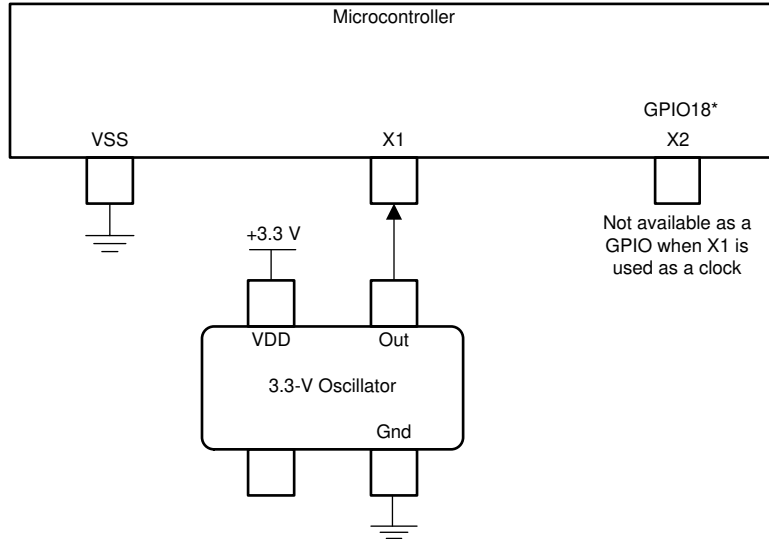 Microcontroller
GPIO18*
VSS
X1
X2
Not available as a
GPIO when X1 is
used as a clock
+3.3 V
VDD
Out
3.3-V Oscillator
Gnd